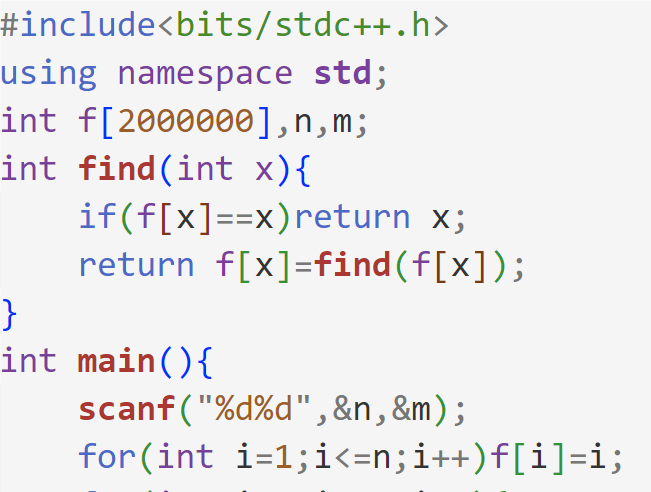 #include<bits/stdc++.h>
using namespace std;
int f[2000000],n,m;
int find(int x){
    if(f[x]==x)return x;
    return f[x]=find(f[x]);
}
int main(){
    scanf("%d%d",&n,&m);
    for(int i=1;i<=n;i++)f[i]=i;